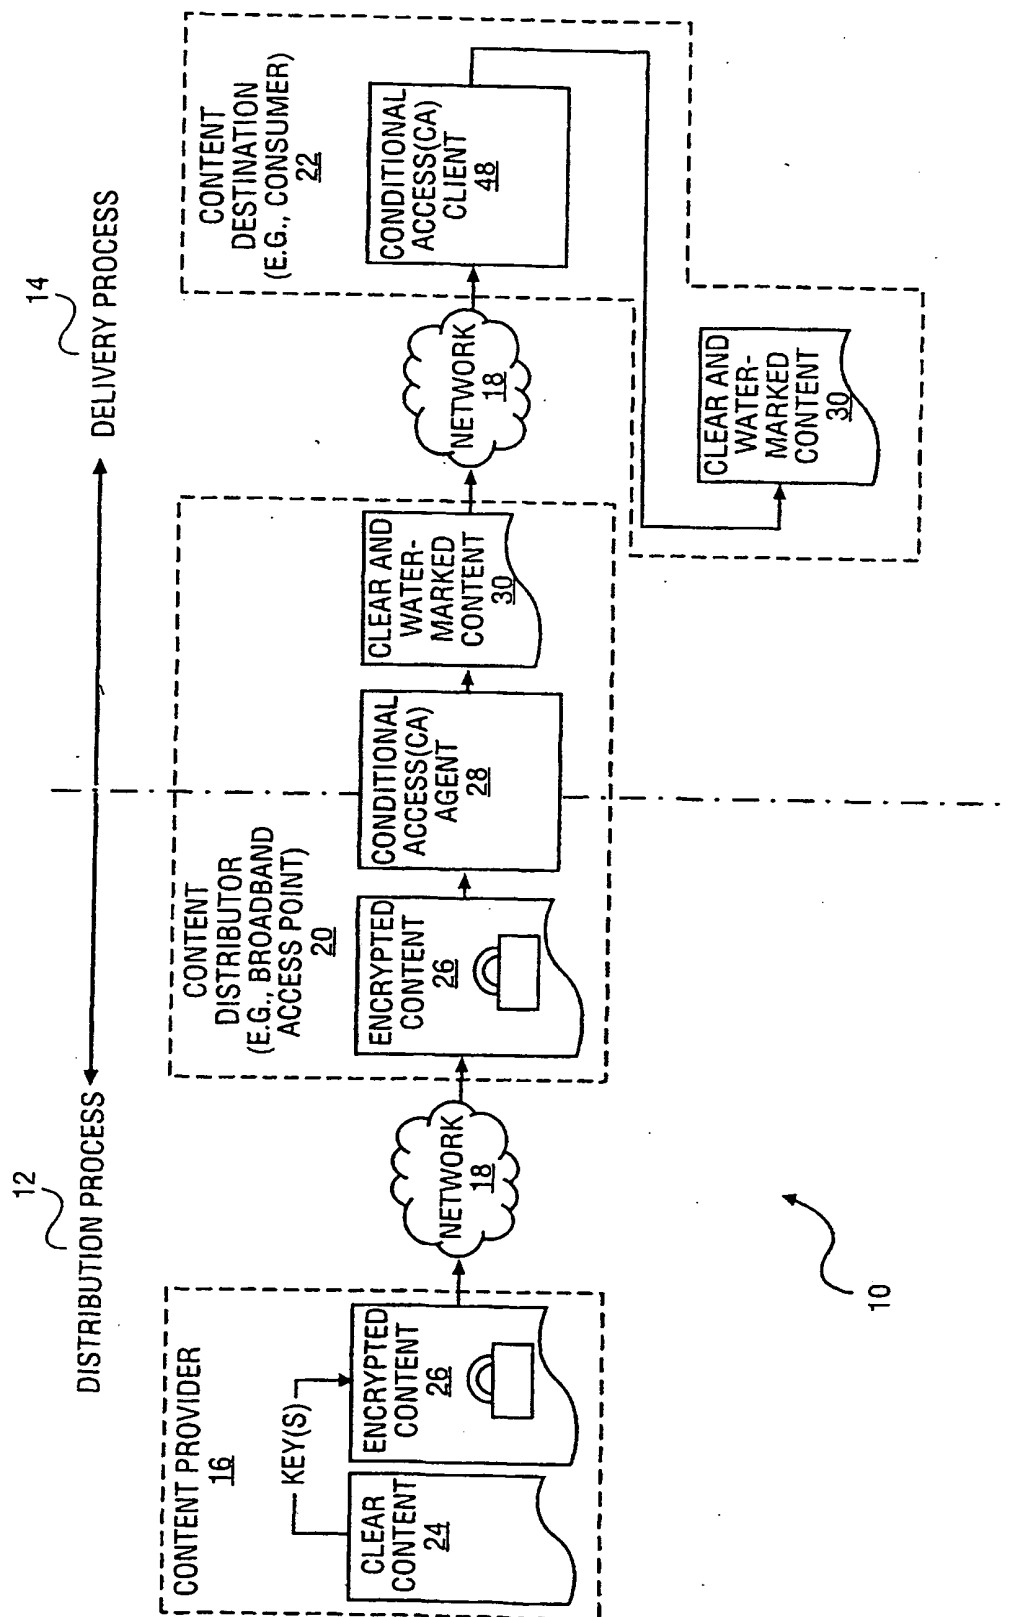 12
DISTRIBUTION PROCESS
14
DELIVERY PROCESS
CONTENT PROVIDER
16
KEY(S)
CLEAR
CONTENT
24
ENCRYPTED
CONTENT
26
NETWORK
18
CONTENT
DISTRIBUTOR
(E.G., BROADBAND
ACCESS POINT)
20
ENCRYPTED
CONTENT
26
CONDITIONAL
ACCESS(CA)
AGENT
28
CLEAR AND
WATER-
MARKED
CONTENT
30
NETWORK
18
CONTENT
DESTINATION
(E.G., CONSUMER)
22
CONDITIONAL
ACCESS(CA)
CLIENT
48
CLEAR AND
WATER-
MARKED
CONTENT
30
10